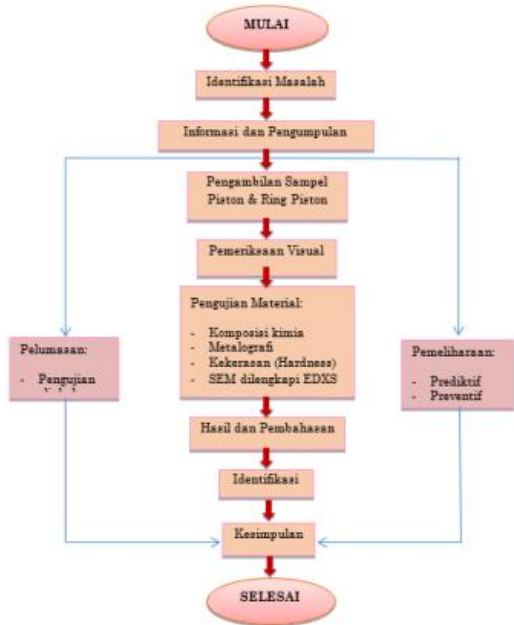 MULAI
Identifikasi Masalah
Informasi dan Pengumpulan
Pengambilan Sampel
Piston & Ring Piston
Pemeriksaan Visual
Pengujian Material:
- Komposisi kimia
- Metalografi
- Kekerasan (Hardness)
- SEM dilengkapi EDXS
Pelumasan:
- Pengujian
Pemeliharaan:
- Prediktif
- Preventif
Hasil dan Pembahasan
Identifikasi
Kesimpulan
SELESAI